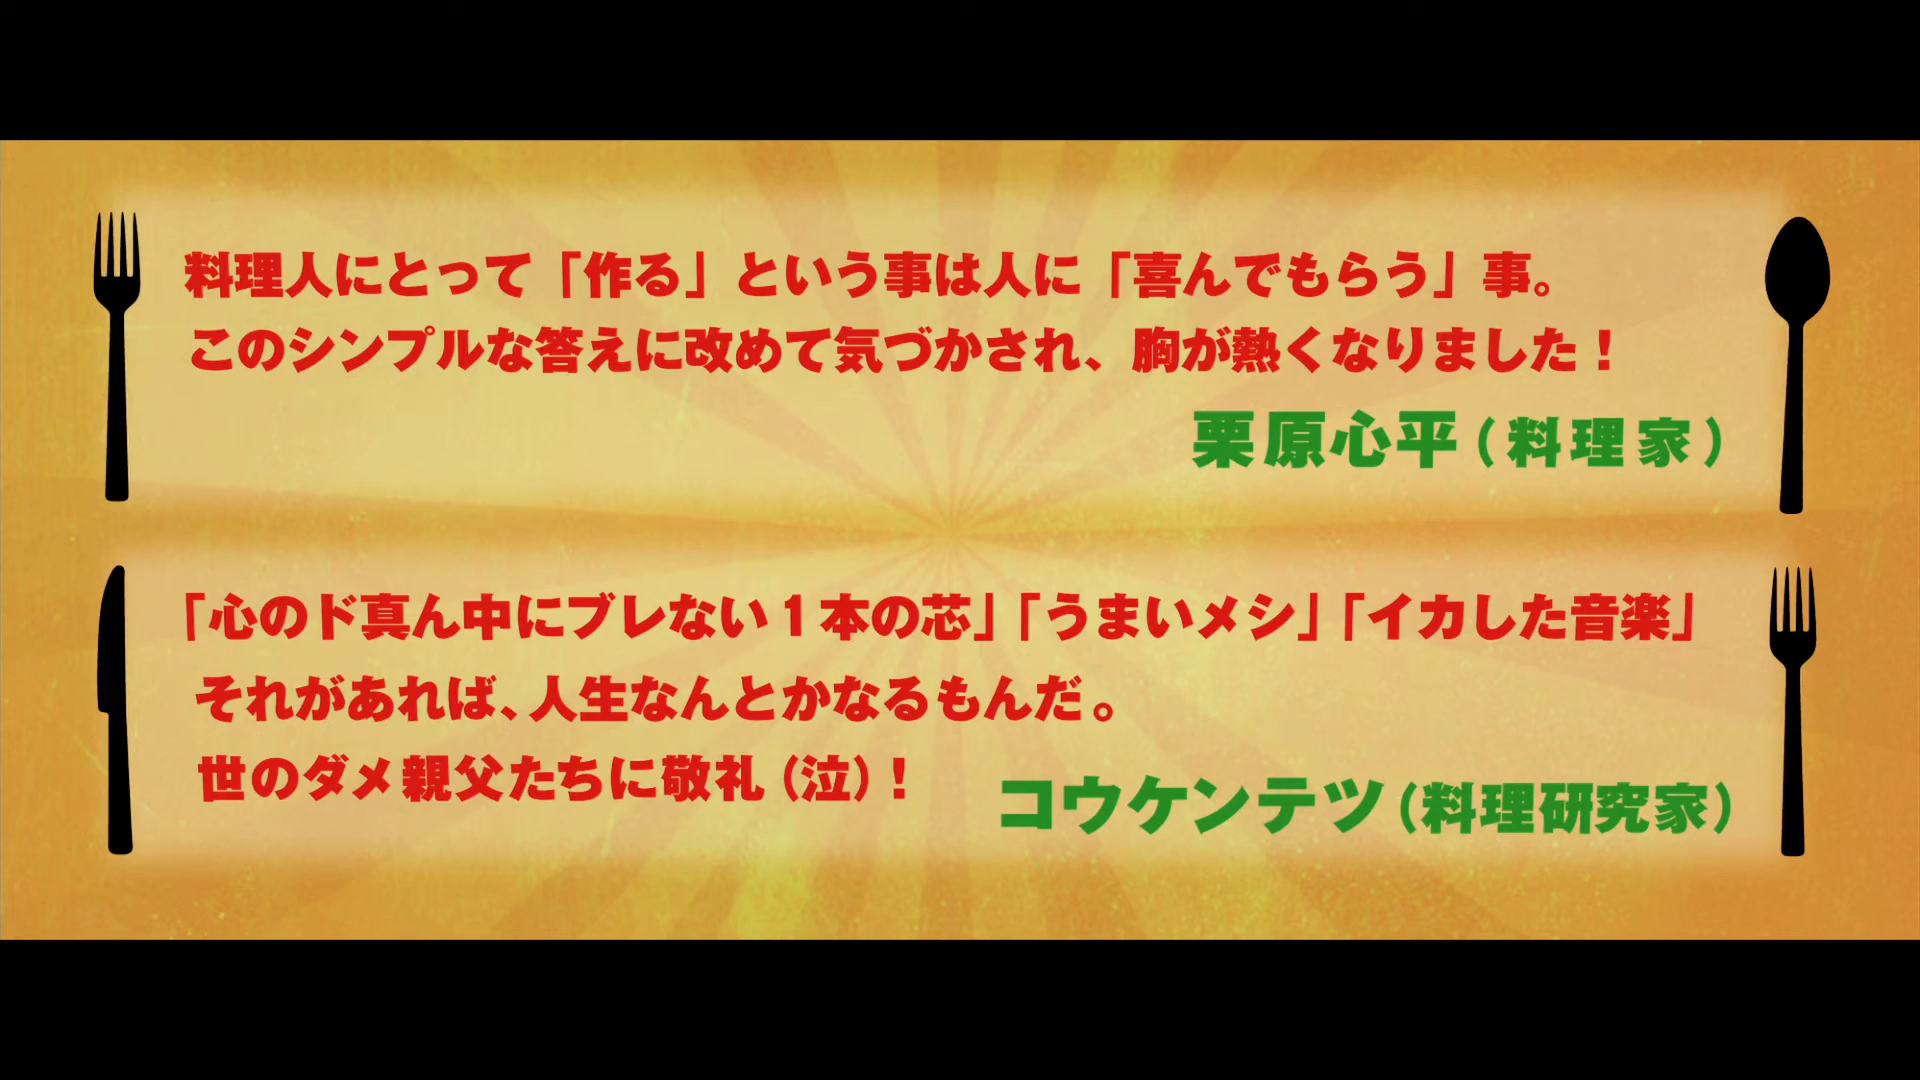 料理人にとって「作る」という事は人に「喜んでもらう」事。
このシンプルな答えに改めて気づかされ、胸が熱くなりました！
栗原心平（料理家）
「心のド真ん中にブレない1本の芯」「うまいメシ」「イカした音楽」
それがあれば、人生なんとかなるもんだ。
世のダメ親父たちに敬礼（泣）！
コウケンテツ（料理研究家）